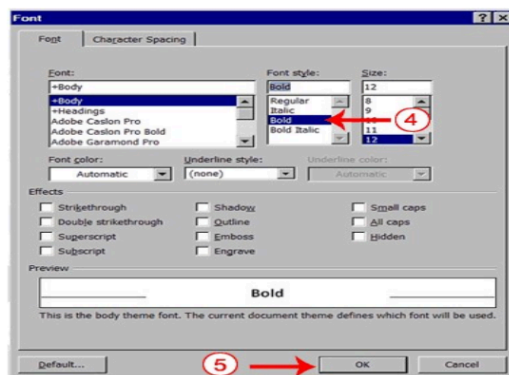 Font
Font Character Spacing
Font: Font style: Size:
+Body Bold 12
+Body Regular 8
+Headings Italic 9
Adobe Caslon Pro Bold ④
Adobe Caslon Pro Bold Bold Italic 11
Adobe Garamond Pro 12
Font color: Underline style: Underline color:
Automatic (none) Automatic
Effects
Strikethrough Shadow Small caps
Double strikethrough Outline All caps
Superscript Emboss Hidden
Subscript Engrave
Preview
Bold
This is the body theme font. The current document theme defines which font will be used.
Default... ⑤ OK Cancel